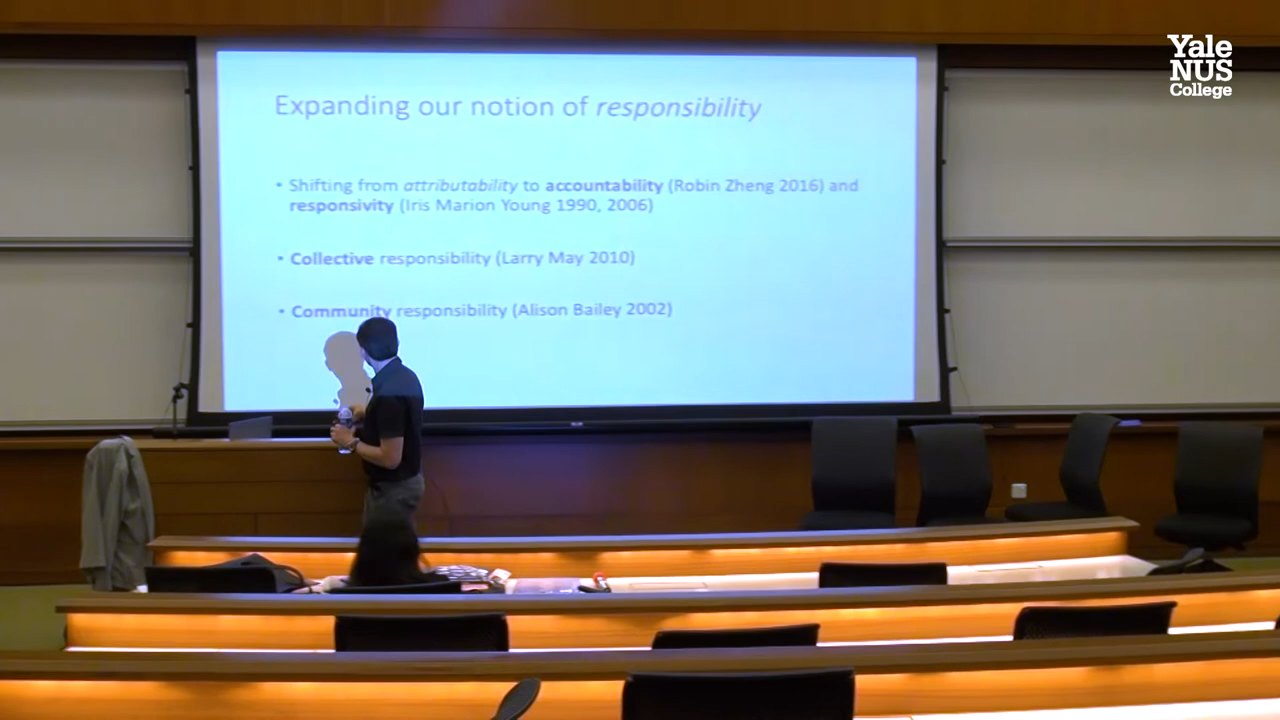 Yale
NUS
College
Expanding our notion of responsibility
• Shifting from attributability to accountability (Robin Zheng 2016) and
responsivity (Iris Marion Young 1990, 2006)
• Collective responsibility (Larry May 2010)
• Community responsibility (Alison Bailey 2002)